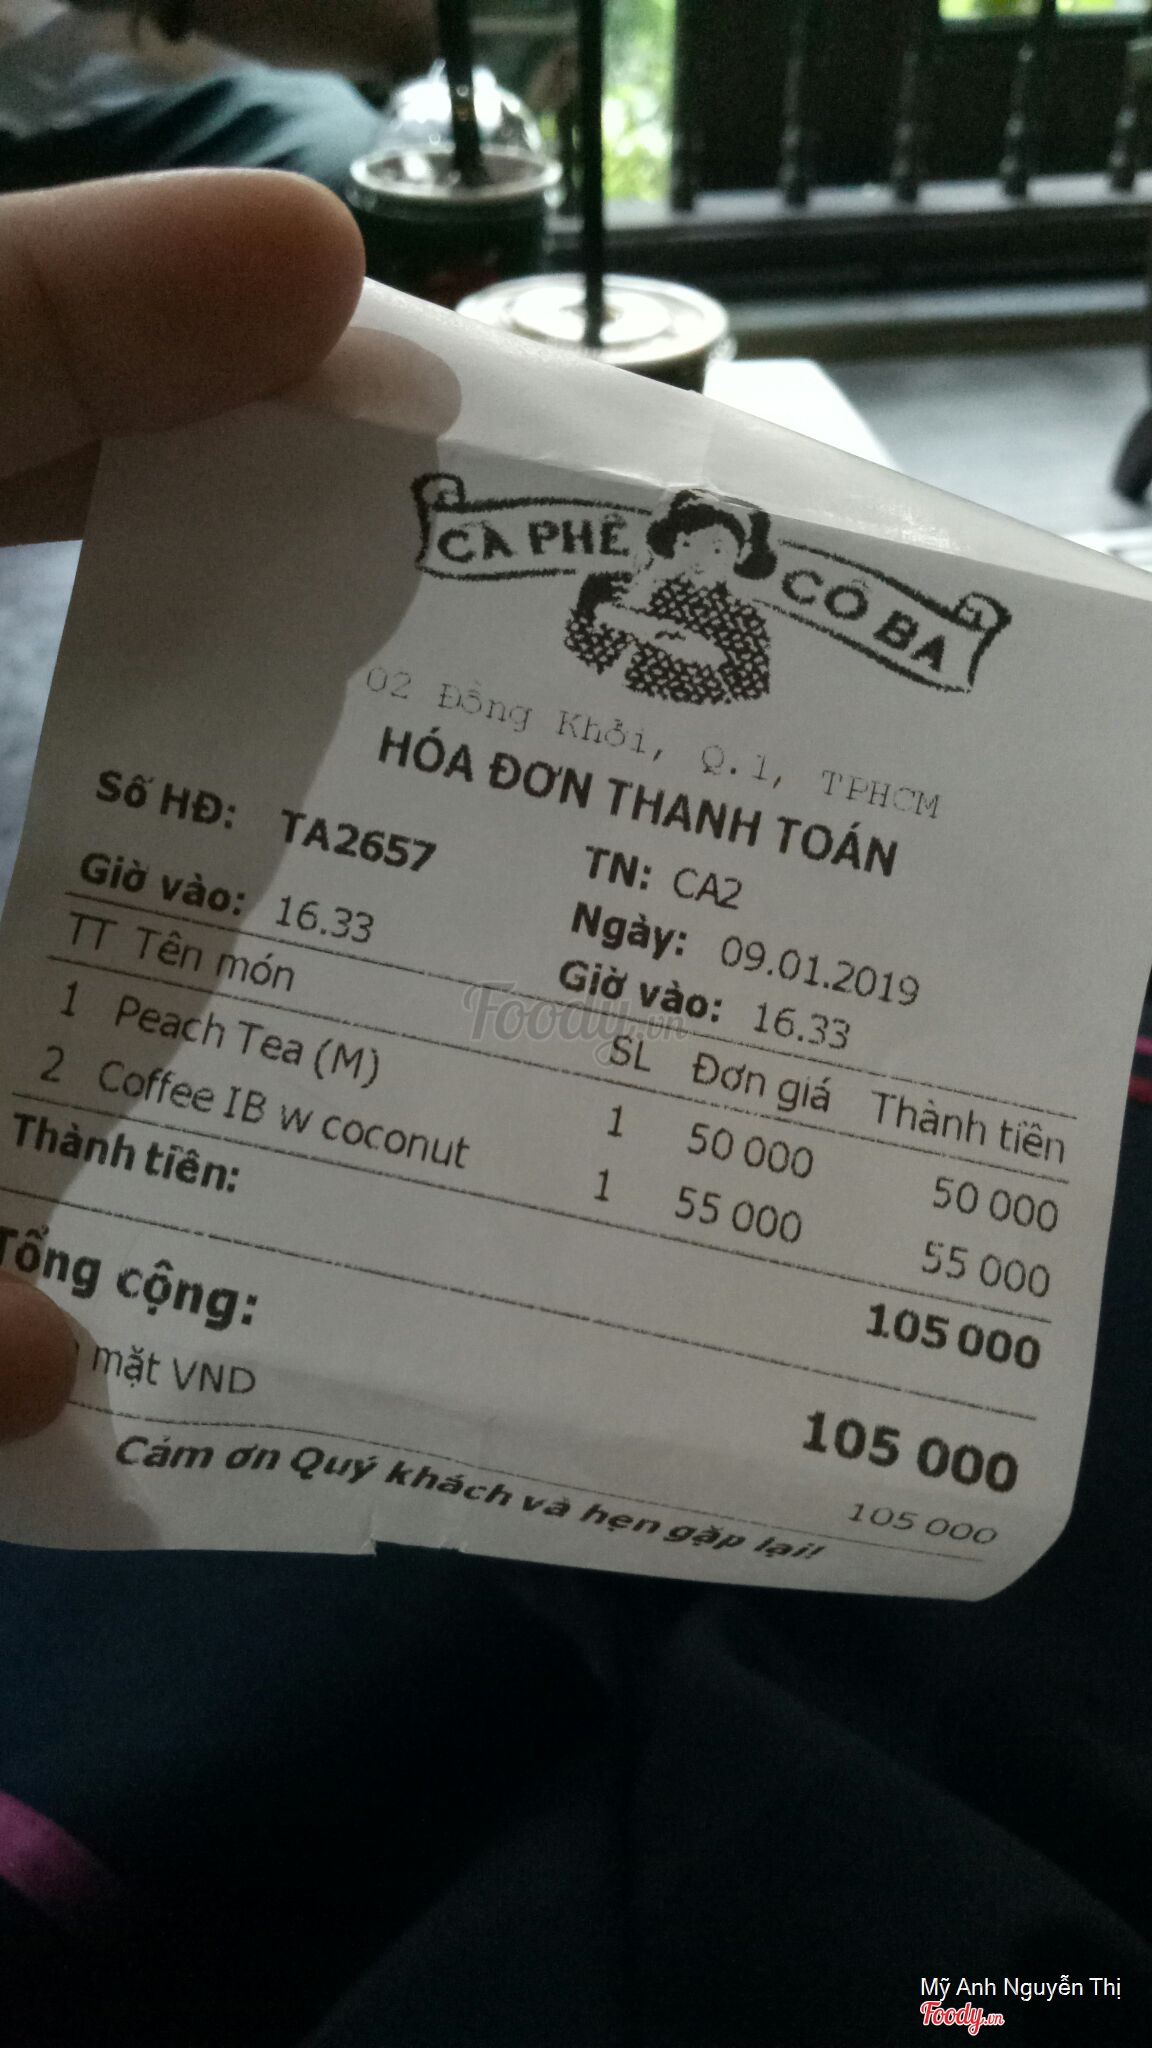 CÀ PHÊ CÔ BA
02 Đồng Khởi, Q.1, TPHCM
HÓA ĐƠN THANH TOÁN
Số HĐ: TA2657 TN: CA2
Ngày: 09.01.2019
Giờ vào: 16.33 Giờ vào: 16.33
TT Tên món SL Đơn giá Thành tiền
1 Peach Tea (M) 1 50 000 50 000
2 Coffee IB w coconut 1 55 000 55 000
Thành tiền: 105 000
Tổng cộng: 105 000
mặt VND 105 000
Cảm ơn Quý khách và hẹn gặp lại!
Foody.vn
Mỹ Anh Nguyễn Thị
Foody.vn